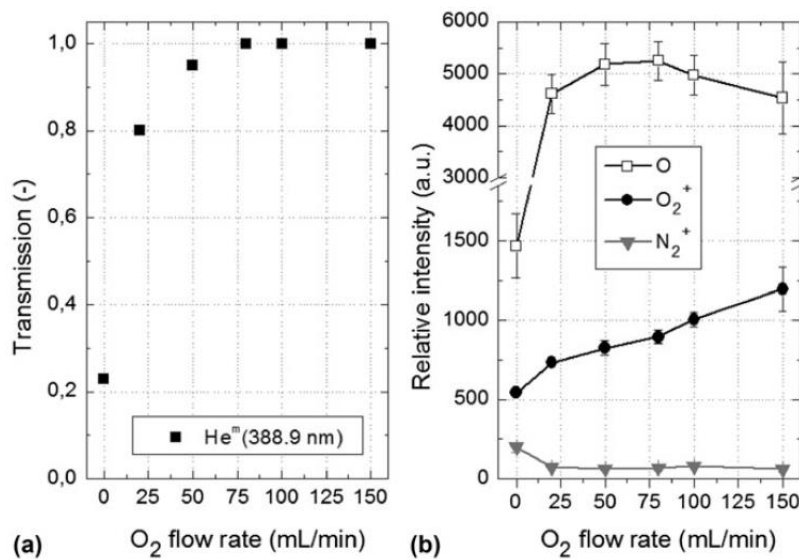 1,0
0,8
0,6
0,4
0,2
0,0
Transmission (-)
He^m(388.9 nm)
0 25 50 75 100 125 150
O₂ flow rate (mL/min)
(a)
6000
5000
4000
3000
1500
1000
500
0
Relative intensity (a.u.)
O
O₂⁺
N₂⁺
0 25 50 75 100 125 150
O₂ flow rate (mL/min)
(b)